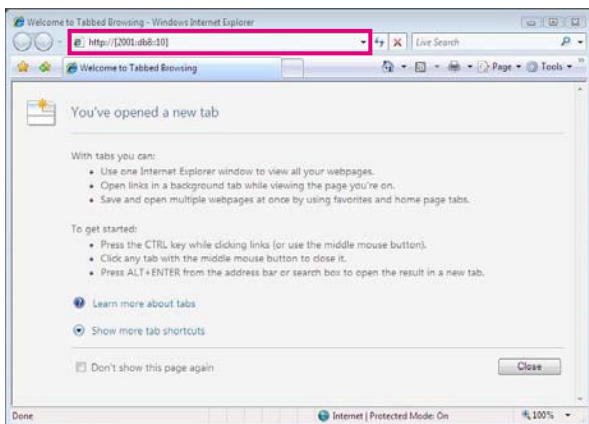 Welcome to Tabbed Browsing - Windows Internet Explorer
http://[2001:db8::10]
Live Search
Welcome to Tabbed Browsing
Page
Tools
You've opened a new tab
With tabs you can:
• Use one Internet Explorer window to view all your webpages.
• Open links in a background tab while viewing the page you're on.
• Save and open multiple webpages at once by using favorites and home page tabs.
To get started:
• Press the CTRL key while clicking links (or use the middle mouse button).
• Click any tab with the middle mouse button to close it.
• Press ALT+ENTER from the address bar or search box to open the result in a new tab.
Learn more about tabs
Show more tab shortcuts
Don't show this page again
Close
Done
Internet | Protected Mode: On
100%